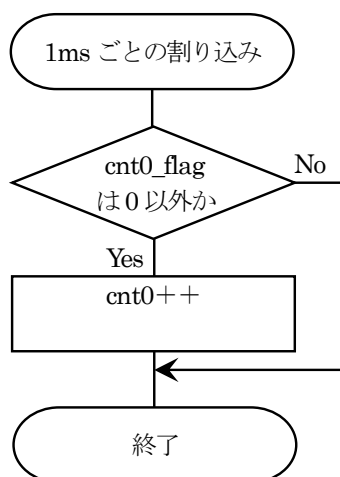 1ms ごとの割り込み
cnt0_flag
は 0 以外か
No
Yes
cnt0＋＋
終了